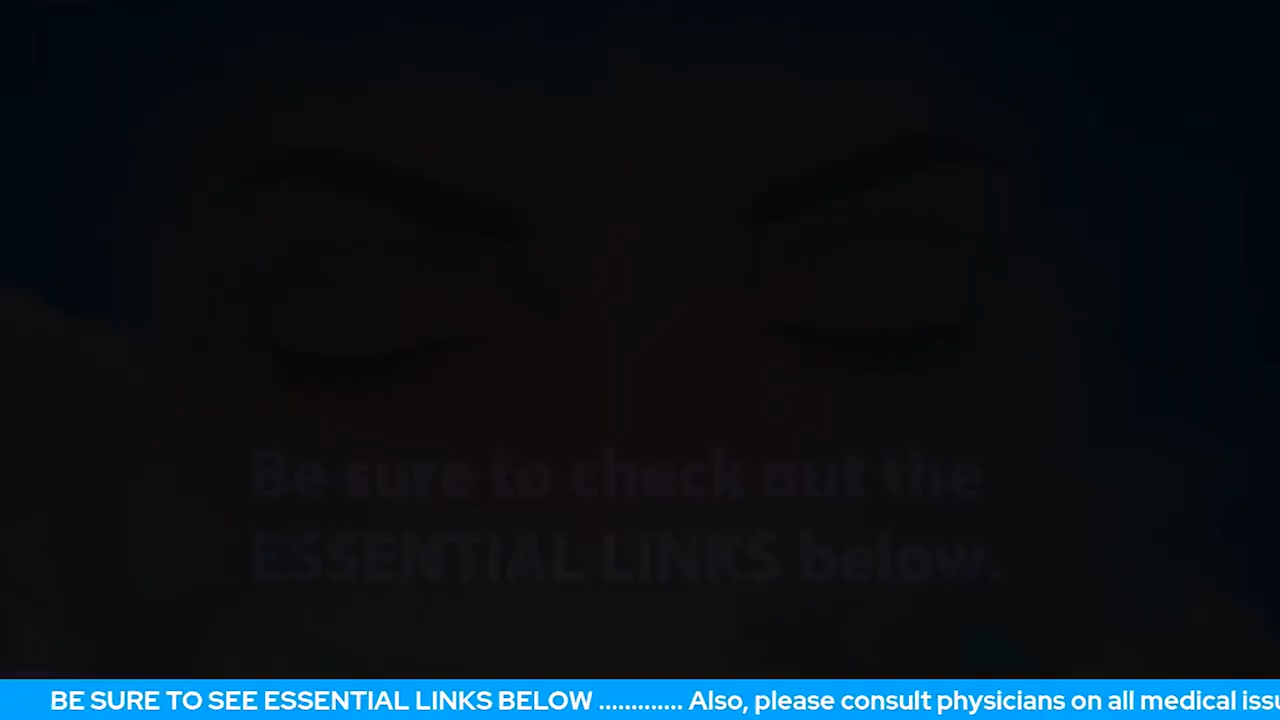 Be sure to check out the
ESSENTIAL LINKS below.
BE SURE TO SEE ESSENTIAL LINKS BELOW ............. Also, please consult physicians on all medical issu